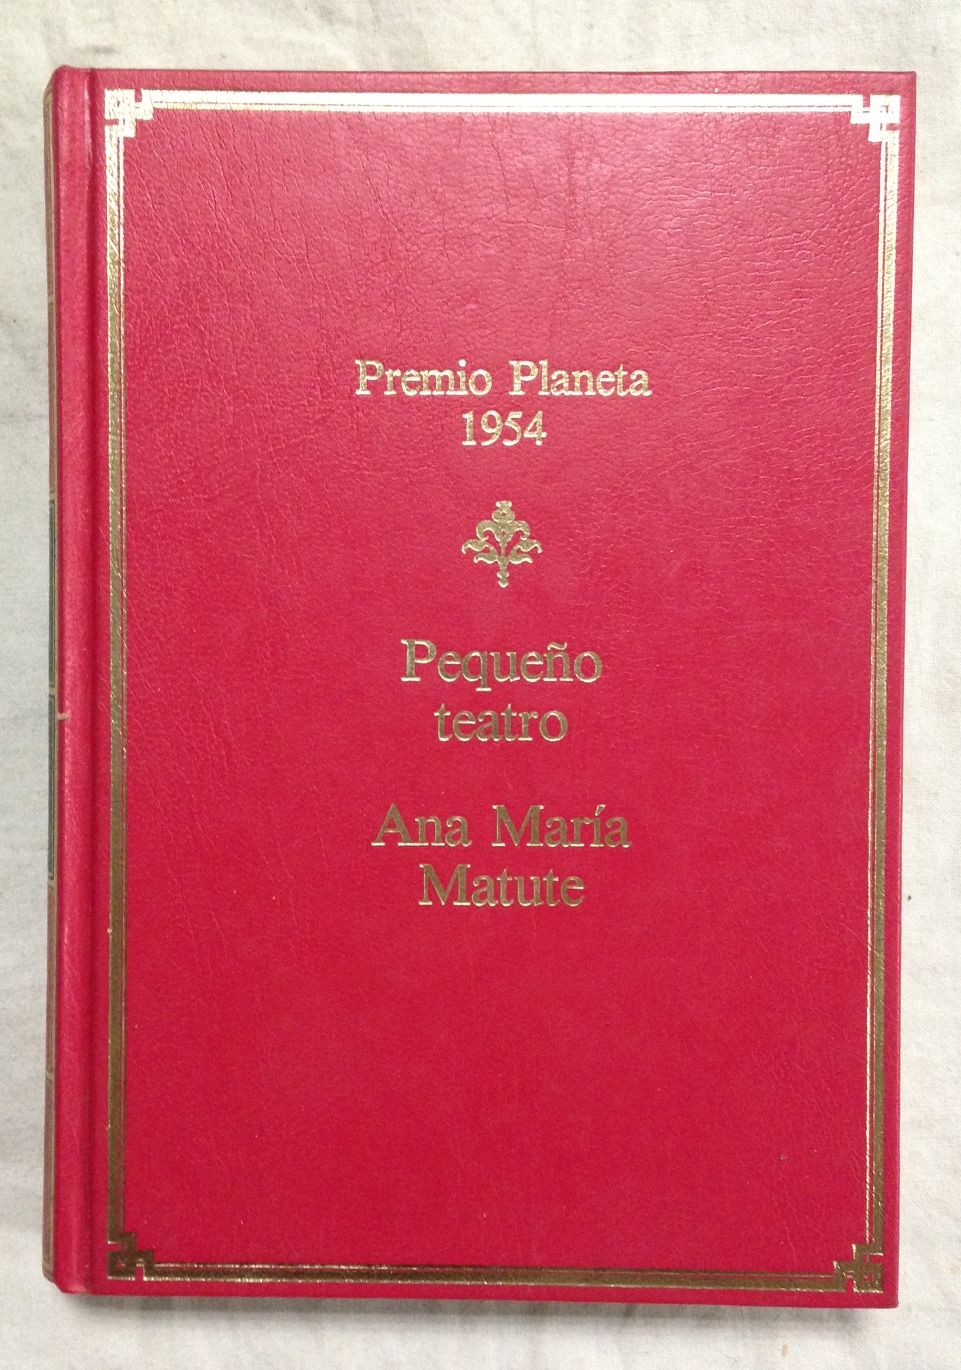 Premio Planeta
1954
Pequeño
teatro
Ana María
Matute